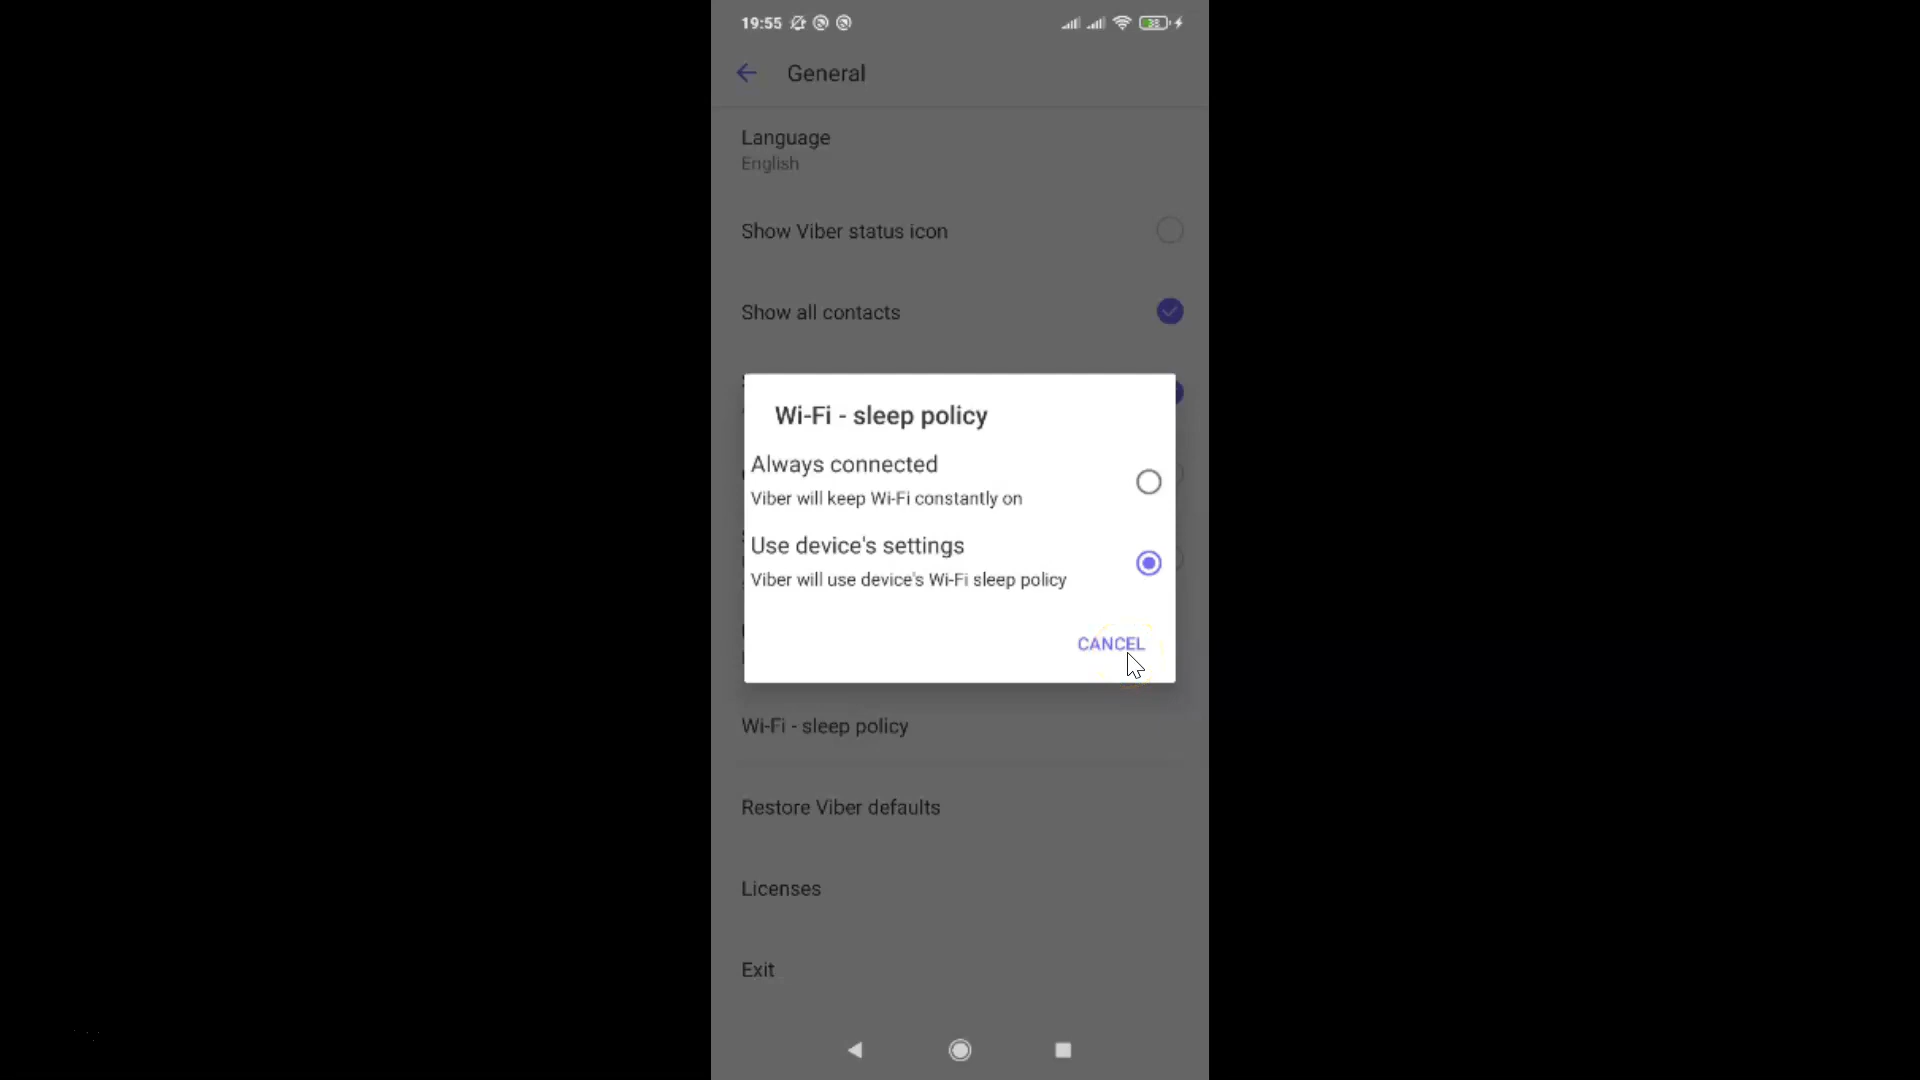 19:55
38
General
Language
English
Show Viber status icon
Show all contacts
Wi-Fi - sleep policy
Always connected
Viber will keep Wi-Fi constantly on
Use device's settings
Viber will use device's Wi-Fi sleep policy
CANCEL
Wi-Fi - sleep policy
Restore Viber defaults
Licenses
Exit